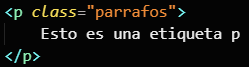 <p class="parrafos">
Esto es una etiqueta p
</p>